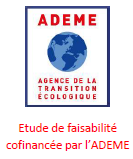 ADEME
AGENCE DE LA
TRANSITION
ÉCOLOGIQUE
Etude de faisabilité
cofinancée par l'ADEME